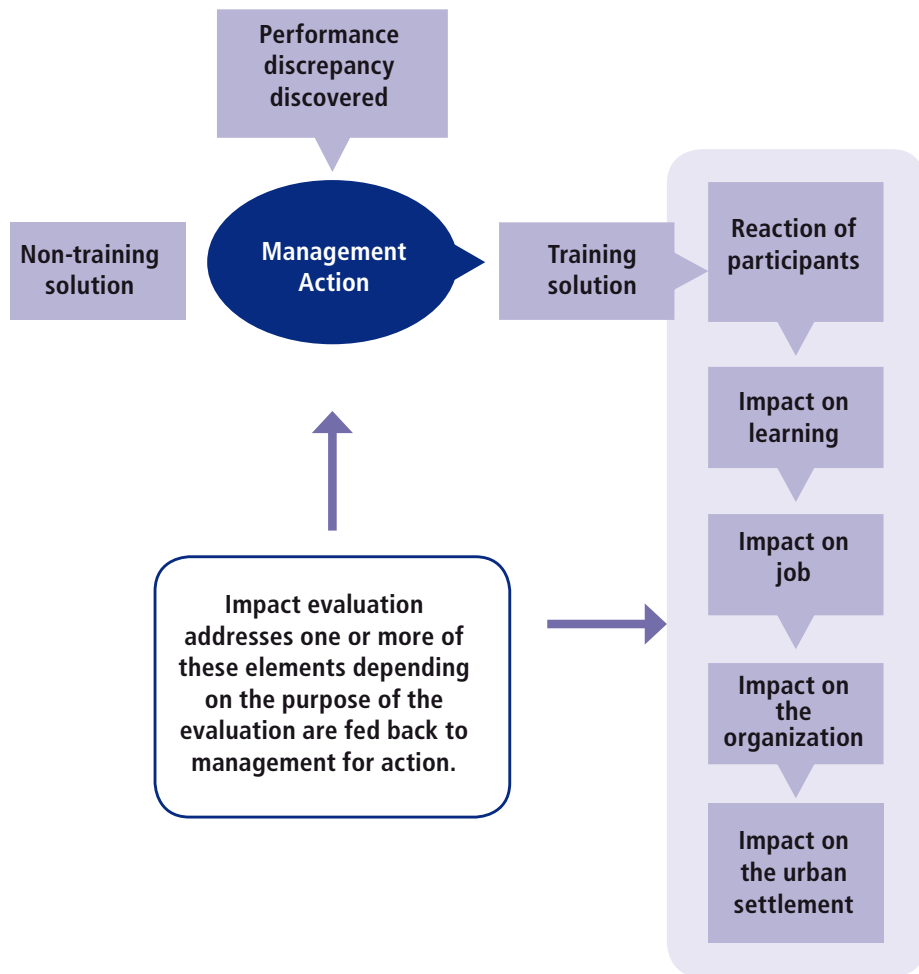 Performance
discrepancy
discovered
Non-training
solution
Management
Action
Training
solution
Reaction of
participants
Impact on
learning
Impact on
job
Impact on
the
organization
Impact on
the urban
settlement
Impact evaluation
addresses one or more of
these elements depending
on the purpose of the
evaluation are fed back to
management for action.